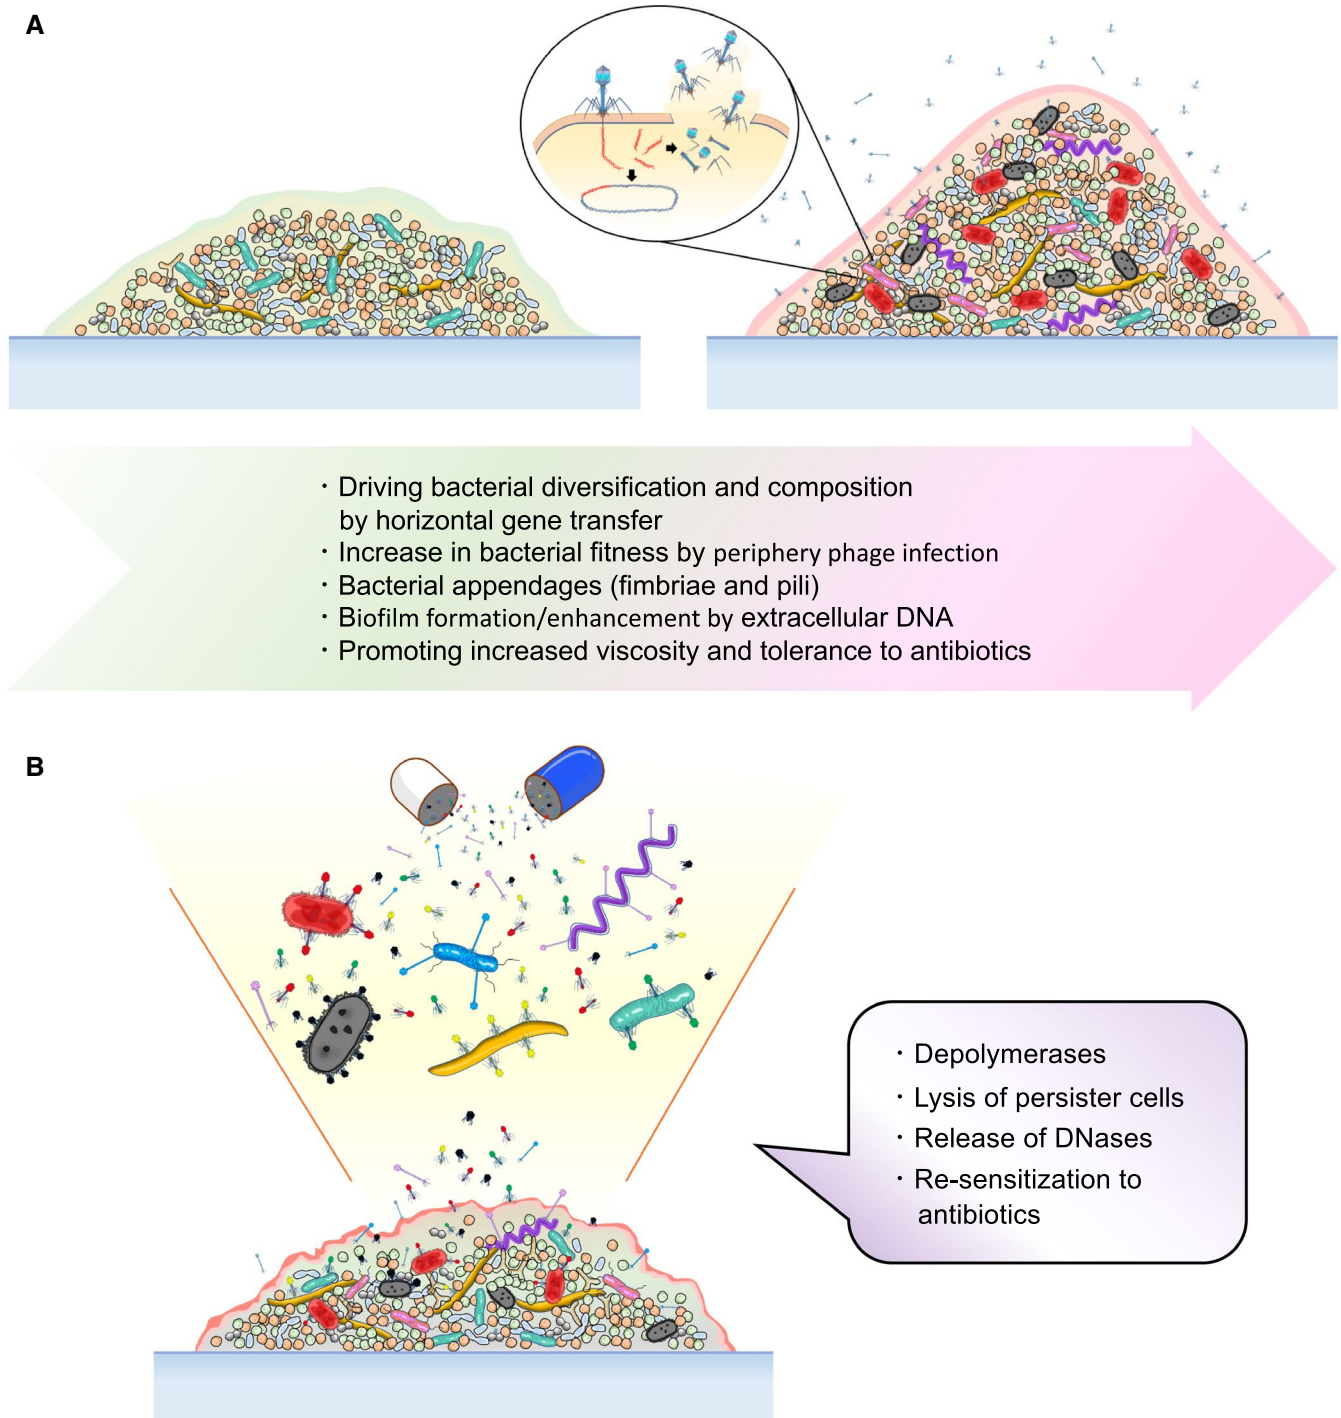 A
・Driving bacterial diversification and composition
by horizontal gene transfer
・Increase in bacterial fitness by periphery phage infection
・Bacterial appendages (fimbriae and pili)
・Biofilm formation/enhancement by extracellular DNA
・Promoting increased viscosity and tolerance to antibiotics
B
・Depolymerases
・Lysis of persister cells
・Release of DNases
・Re-sensitization to
antibiotics